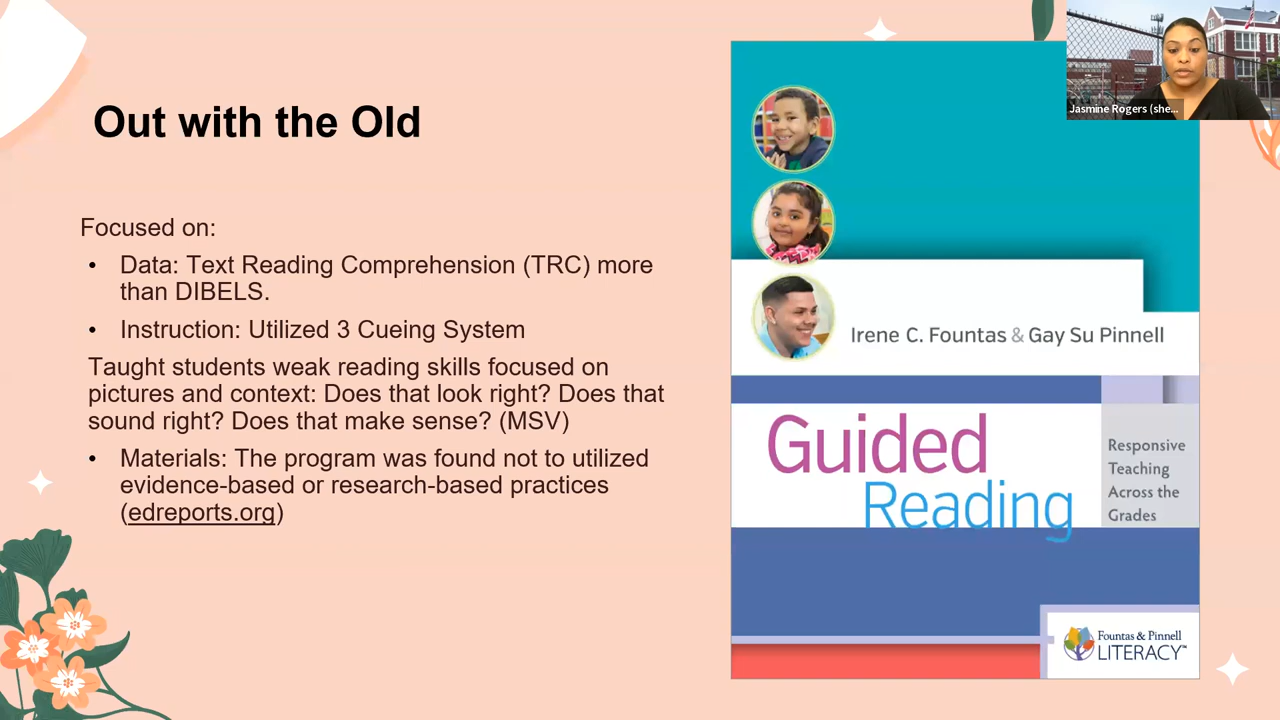 Out with the Old
Focused on:
• Data: Text Reading Comprehension (TRC) more
than DIBELS.
• Instruction: Utilized 3 Cueing System
Taught students weak reading skills focused on
pictures and context: Does that look right? Does that
sound right? Does that make sense? (MSV)
• Materials: The program was found not to utilized
evidence-based or research-based practices
(edreports.org)
Jasmine Rogers (she...
Irene C. Fountas & Gay Su Pinnell
Guided
Reading
Responsive
Teaching
Across the
Grades
Fountas & Pinnell
LITERACY™